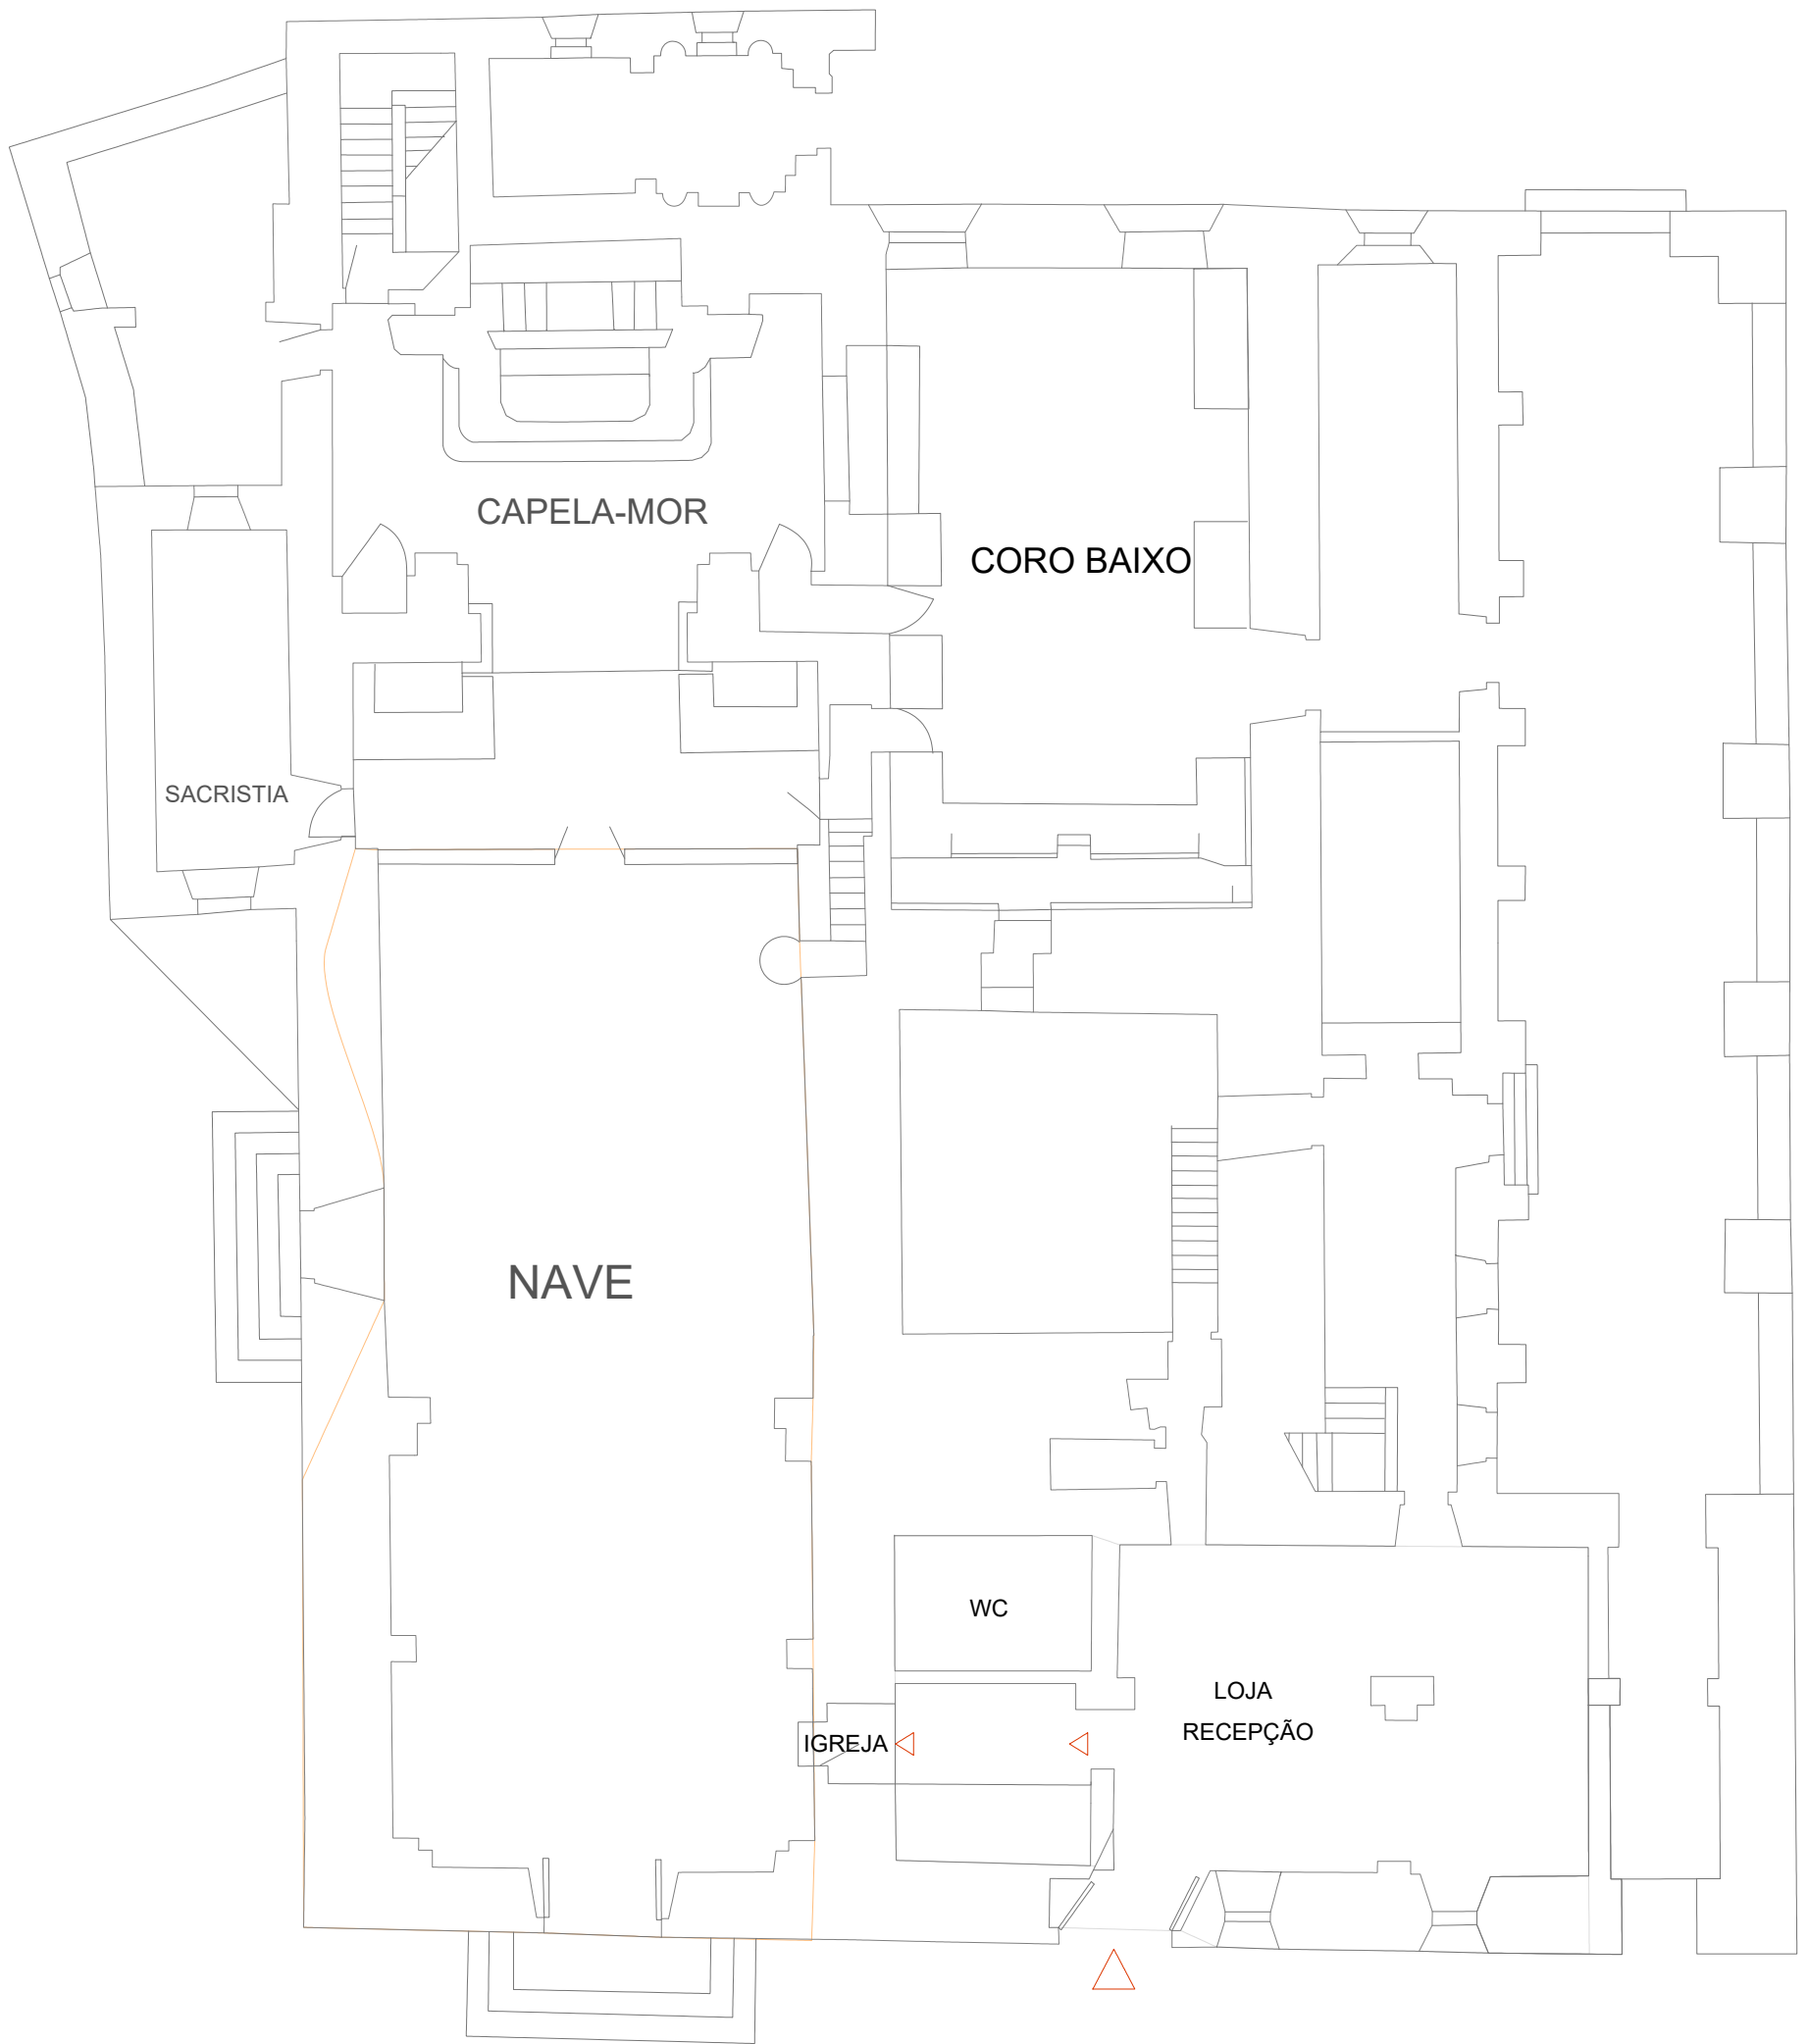 CAPELA-MOR
CORO BAIXO
SACRISTIA
NAVE
WC
LOJA
RECEPÇÃO
IGREJA